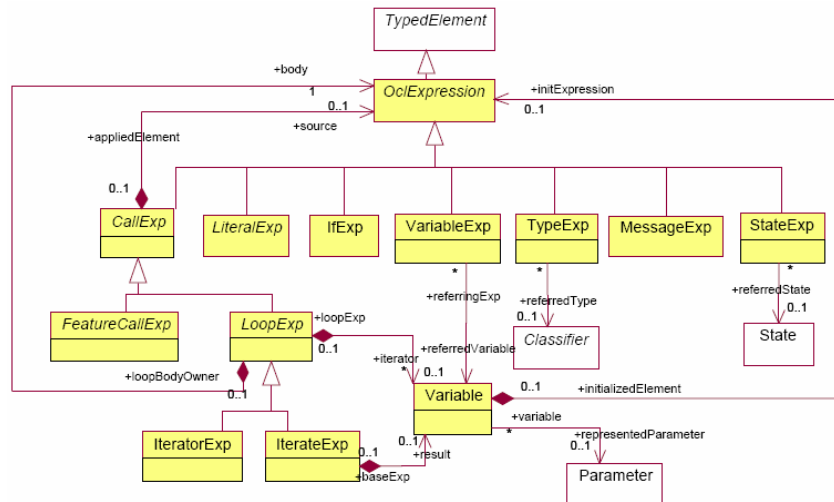 TypedElement
+body
1
OclExpression
+initExpression
0..1
0..1
+source
+appliedElement
0..1
CallExp
LiteralExp
IfExp
VariableExp
TypeExp
MessageExp
StateExp
*
*
*
+referringExp
+referredType
0..1
+referredState
0..1
FeatureCallExp
LoopExp
+loopExp
0..1
Classifier
State
+referredVariable
+iterator
*
0..1
+loopBodyOwner
0..1
Variable
0..1
+initializedElement
+variable
*
+representedParameter
0..1
IteratorExp
IterateExp
0..1
+baseExp
0..1
+result
Parameter